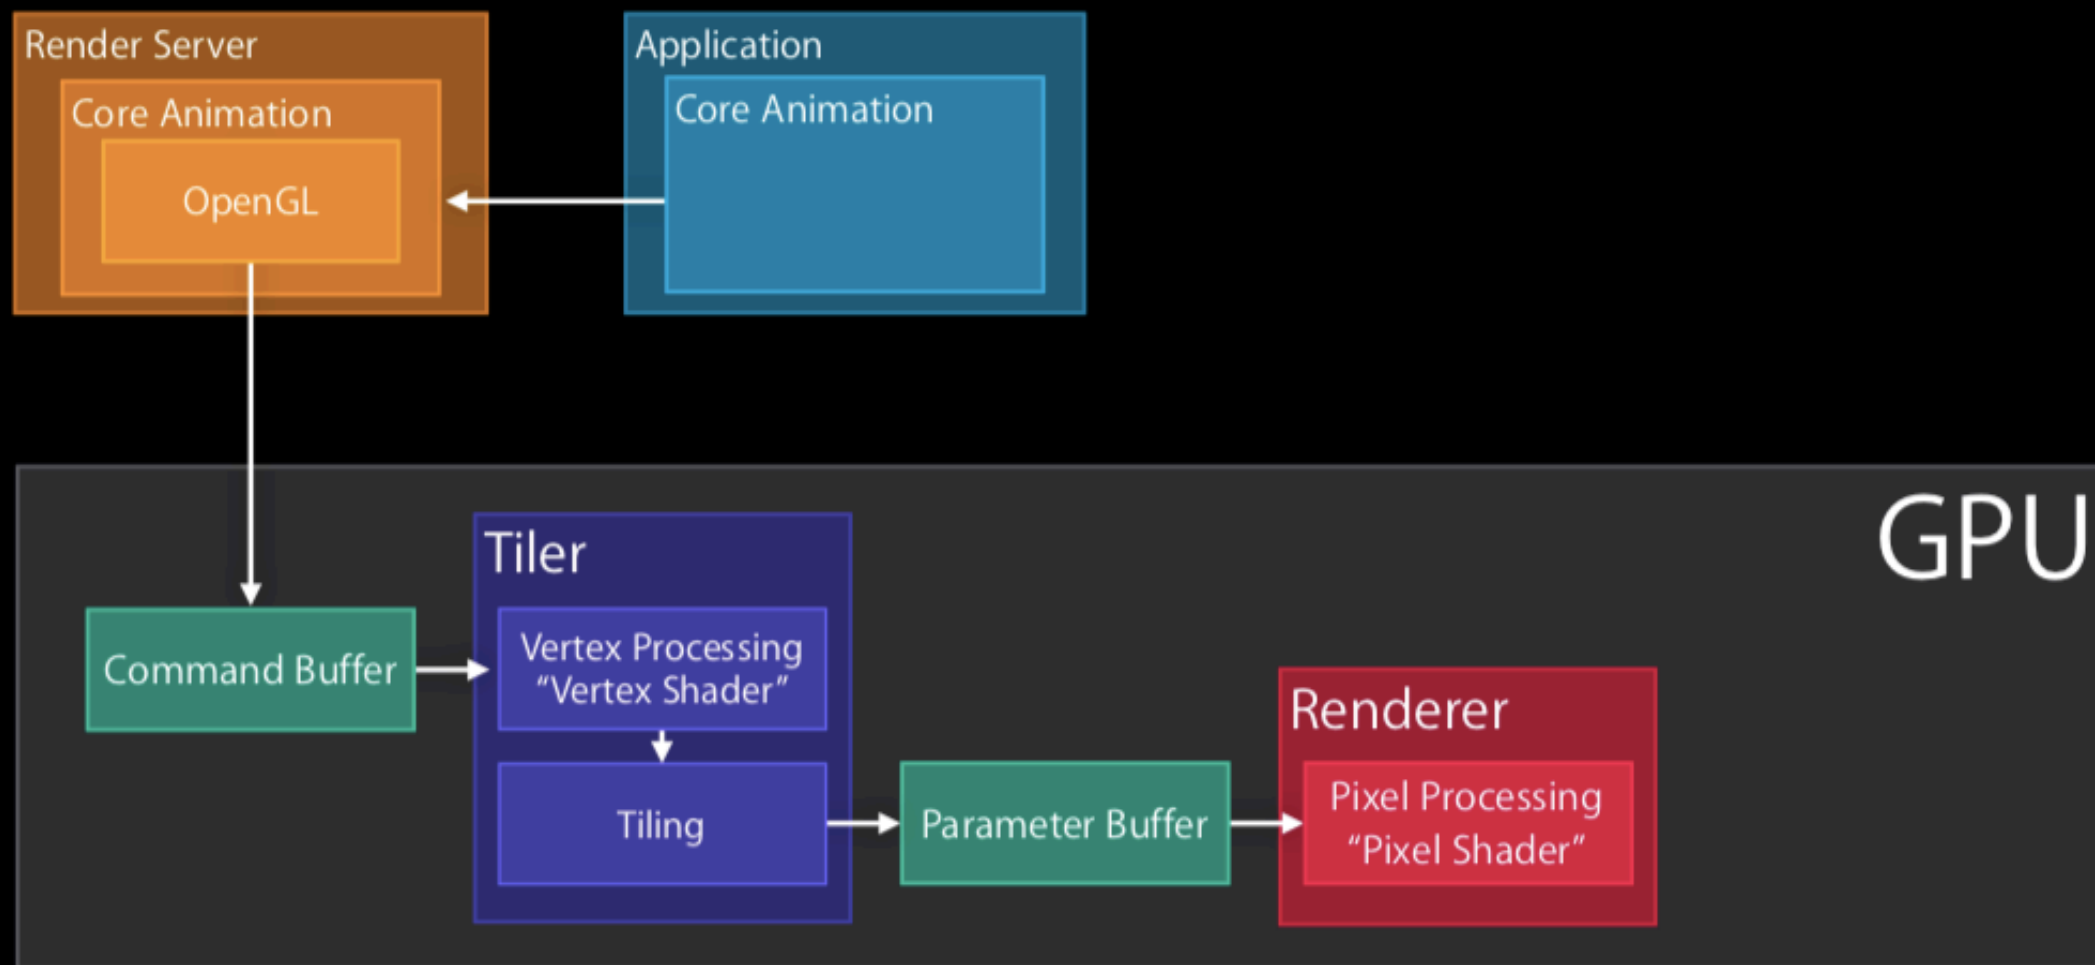 Render Server
Core Animation
OpenGL
Application
Core Animation
GPU
Command Buffer
Tiler
Vertex Processing
“Vertex Shader”
Tiling
Parameter Buffer
Renderer
Pixel Processing
“Pixel Shader”